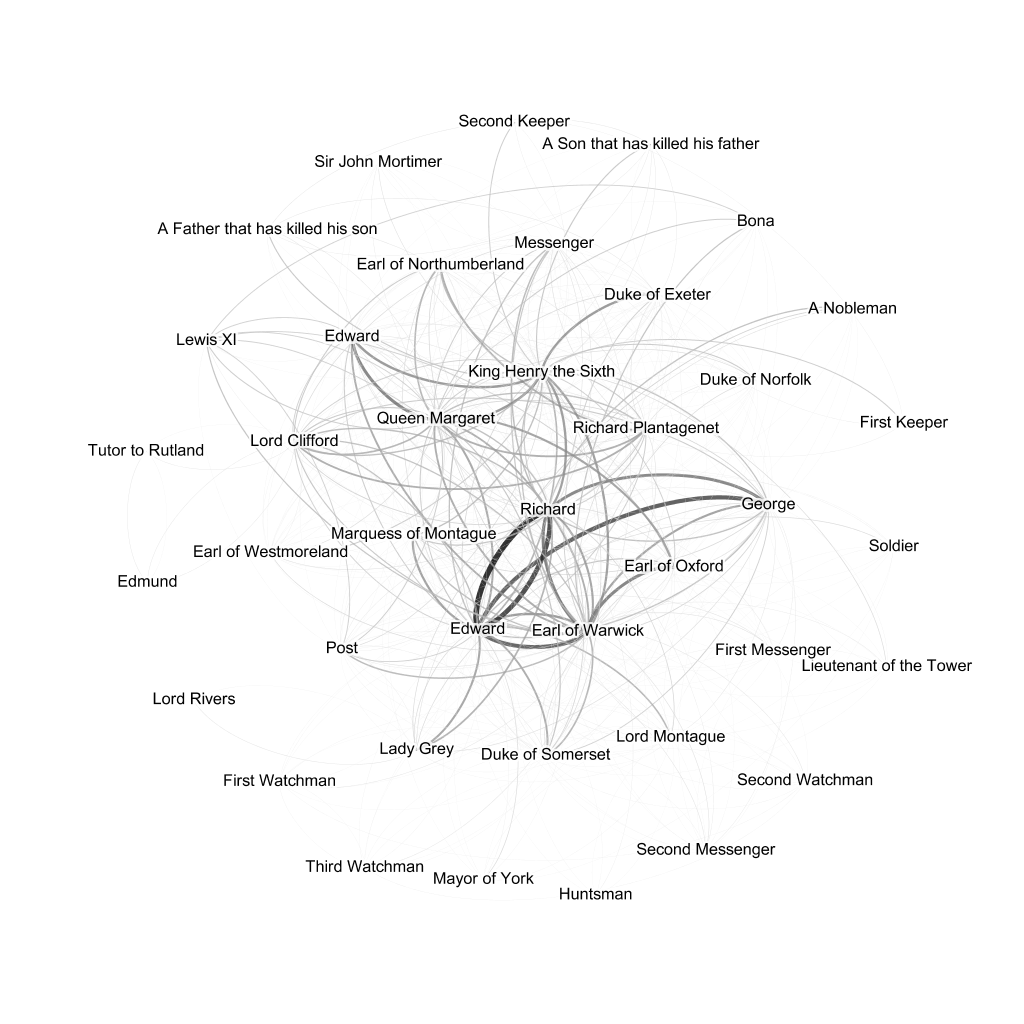 Second Keeper
A Son that has killed his father
Sir John Mortimer
Bona
A Father that has killed his son
Messenger
Earl of Northumberland
Duke of Exeter
A Nobleman
Edward
Lewis XI
King Henry the Sixth
Duke of Norfolk
Queen Margaret
First Keeper
Richard Plantagenet
Lord Clifford
Tutor to Rutland
George
Richard
Marquess of Montague
Soldier
Earl of Westmoreland
Earl of Oxford
Edmund
Edward
Earl of Warwick
Post
First Messenger
Lieutenant of the Tower
Lord Rivers
Lord Montague
Lady Grey
Duke of Somerset
First Watchman
Second Watchman
Second Messenger
Third Watchman
Mayor of York
Huntsman